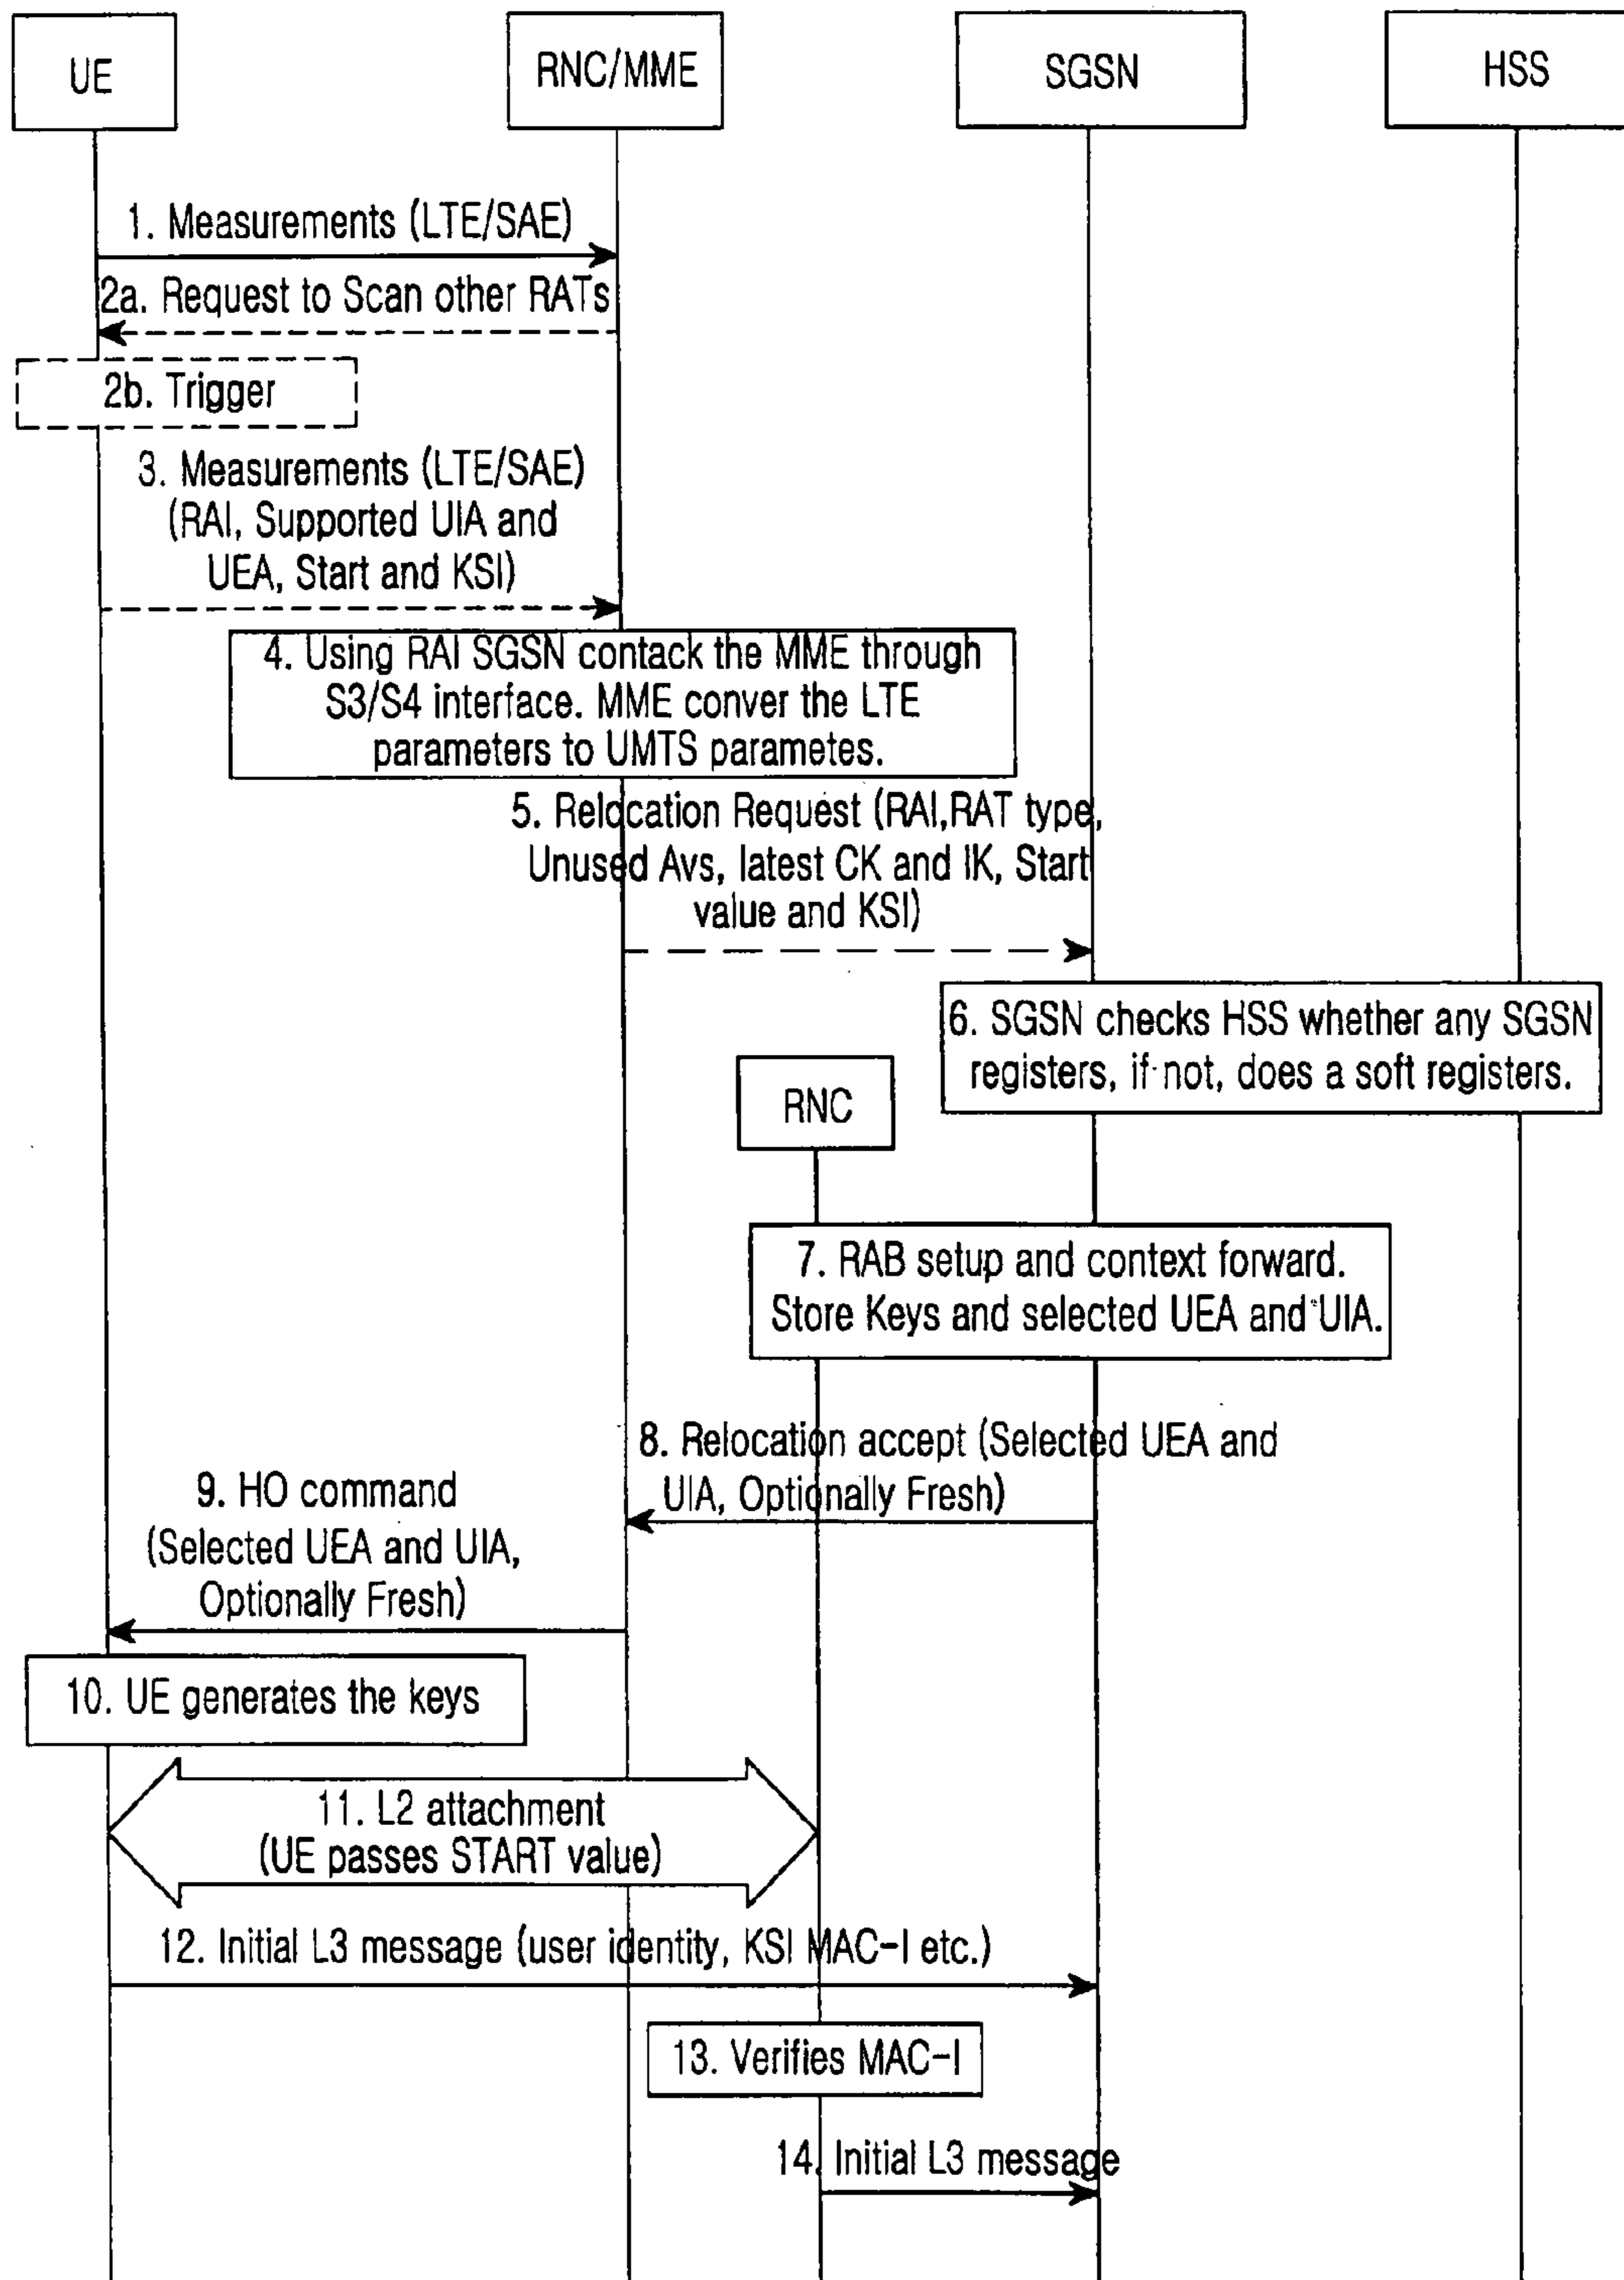 UE
RNC/MME
SGSN
HSS
1. Measurements (LTE/SAE)
2a. Request to Scan other RATs
2b. Trigger
3. Measurements (LTE/SAE)
(RAI, Supported UIA and
UEA, Start and KSI)
4. Using RAI SGSN contack the MME through
S3/S4 interface. MME conver the LTE
parameters to UMTS parametes.
5. Relocation Request (RAI,RAT type,
Unused Avs, latest CK and IK, Start
value and KSI)
6. SGSN checks HSS whether any SGSN
registers, if not, does a soft registers.
RNC
7. RAB setup and context forward.
Store Keys and selected UEA and UIA.
8. Relocation accept (Selected UEA and
UIA, Optionally Fresh)
9. HO command
(Selected UEA and UIA,
Optionally Fresh)
10. UE generates the keys
11. L2 attachment
(UE passes START value)
12. Initial L3 message (user identity, KSI MAC-I etc.)
13. Verifies MAC-I
14. Initial L3 message